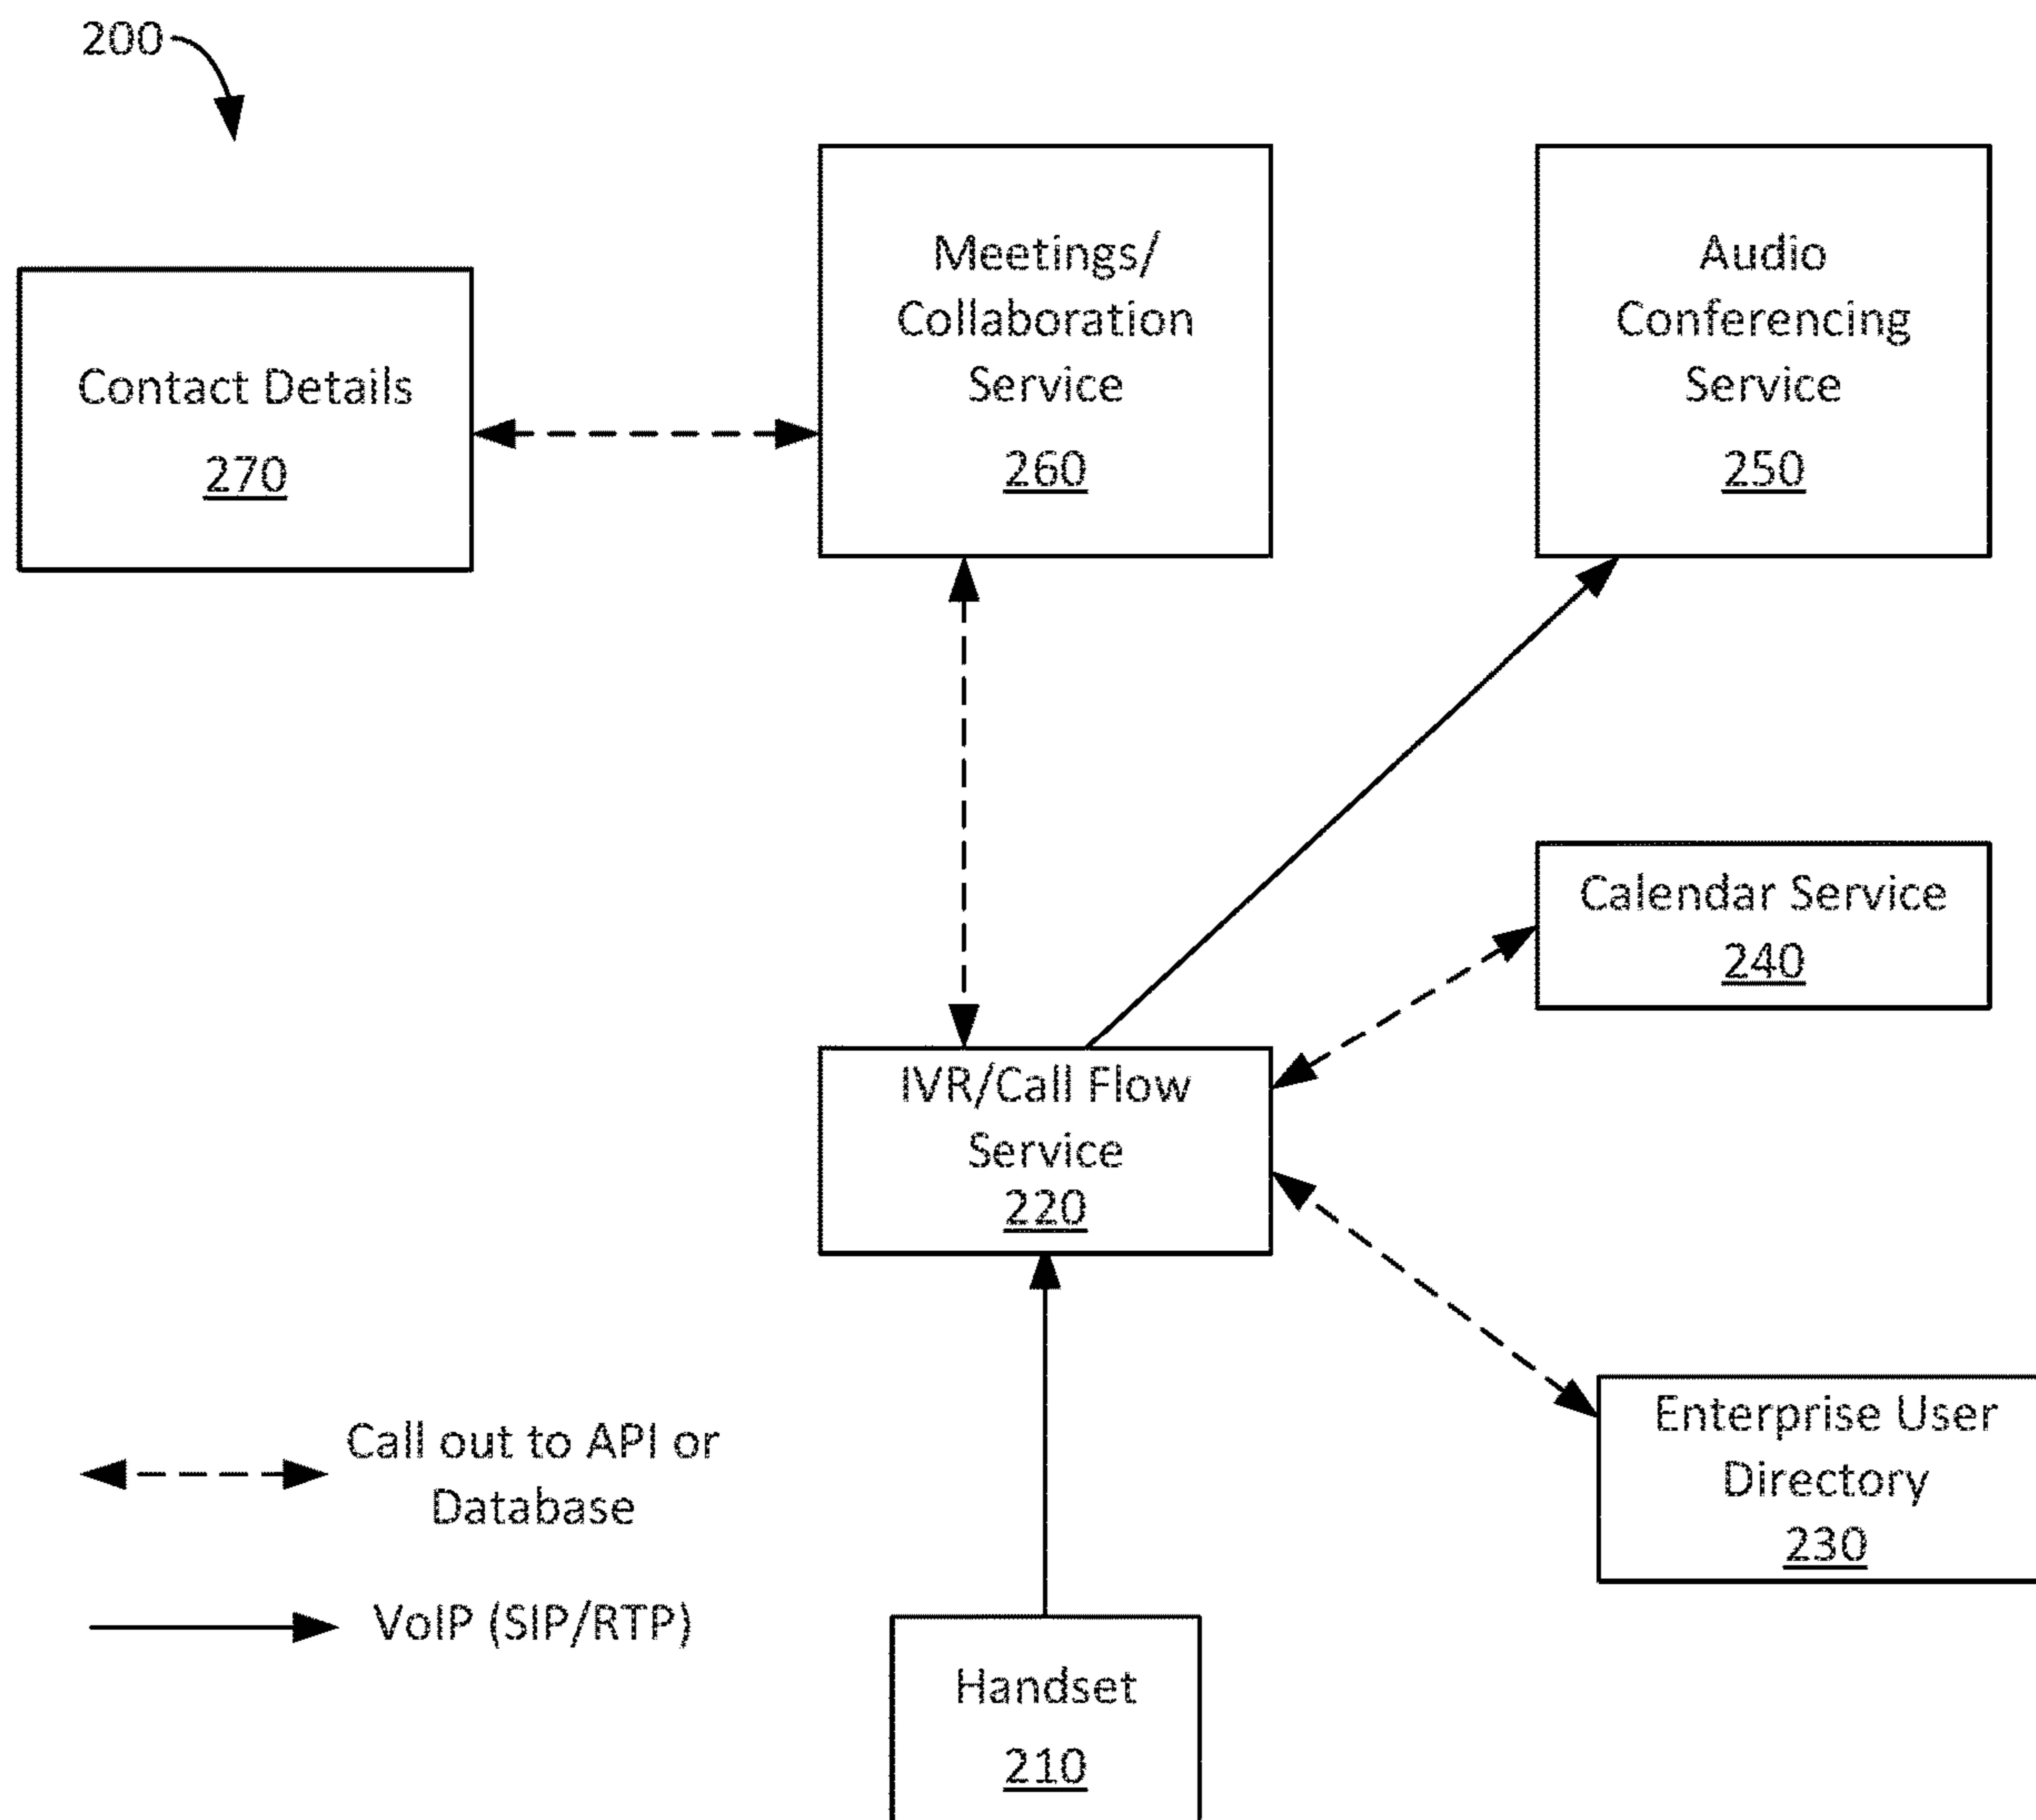 200
Meetings/
Collaboration
Service
260
Audio
Conferencing
Service
250
Contact Details
270
Calendar Service
240
IVR/Call Flow
Service
220
Enterprise User
Directory
230
Call out to API or
Database
VoIP (SIP/RTP)
Handset
210